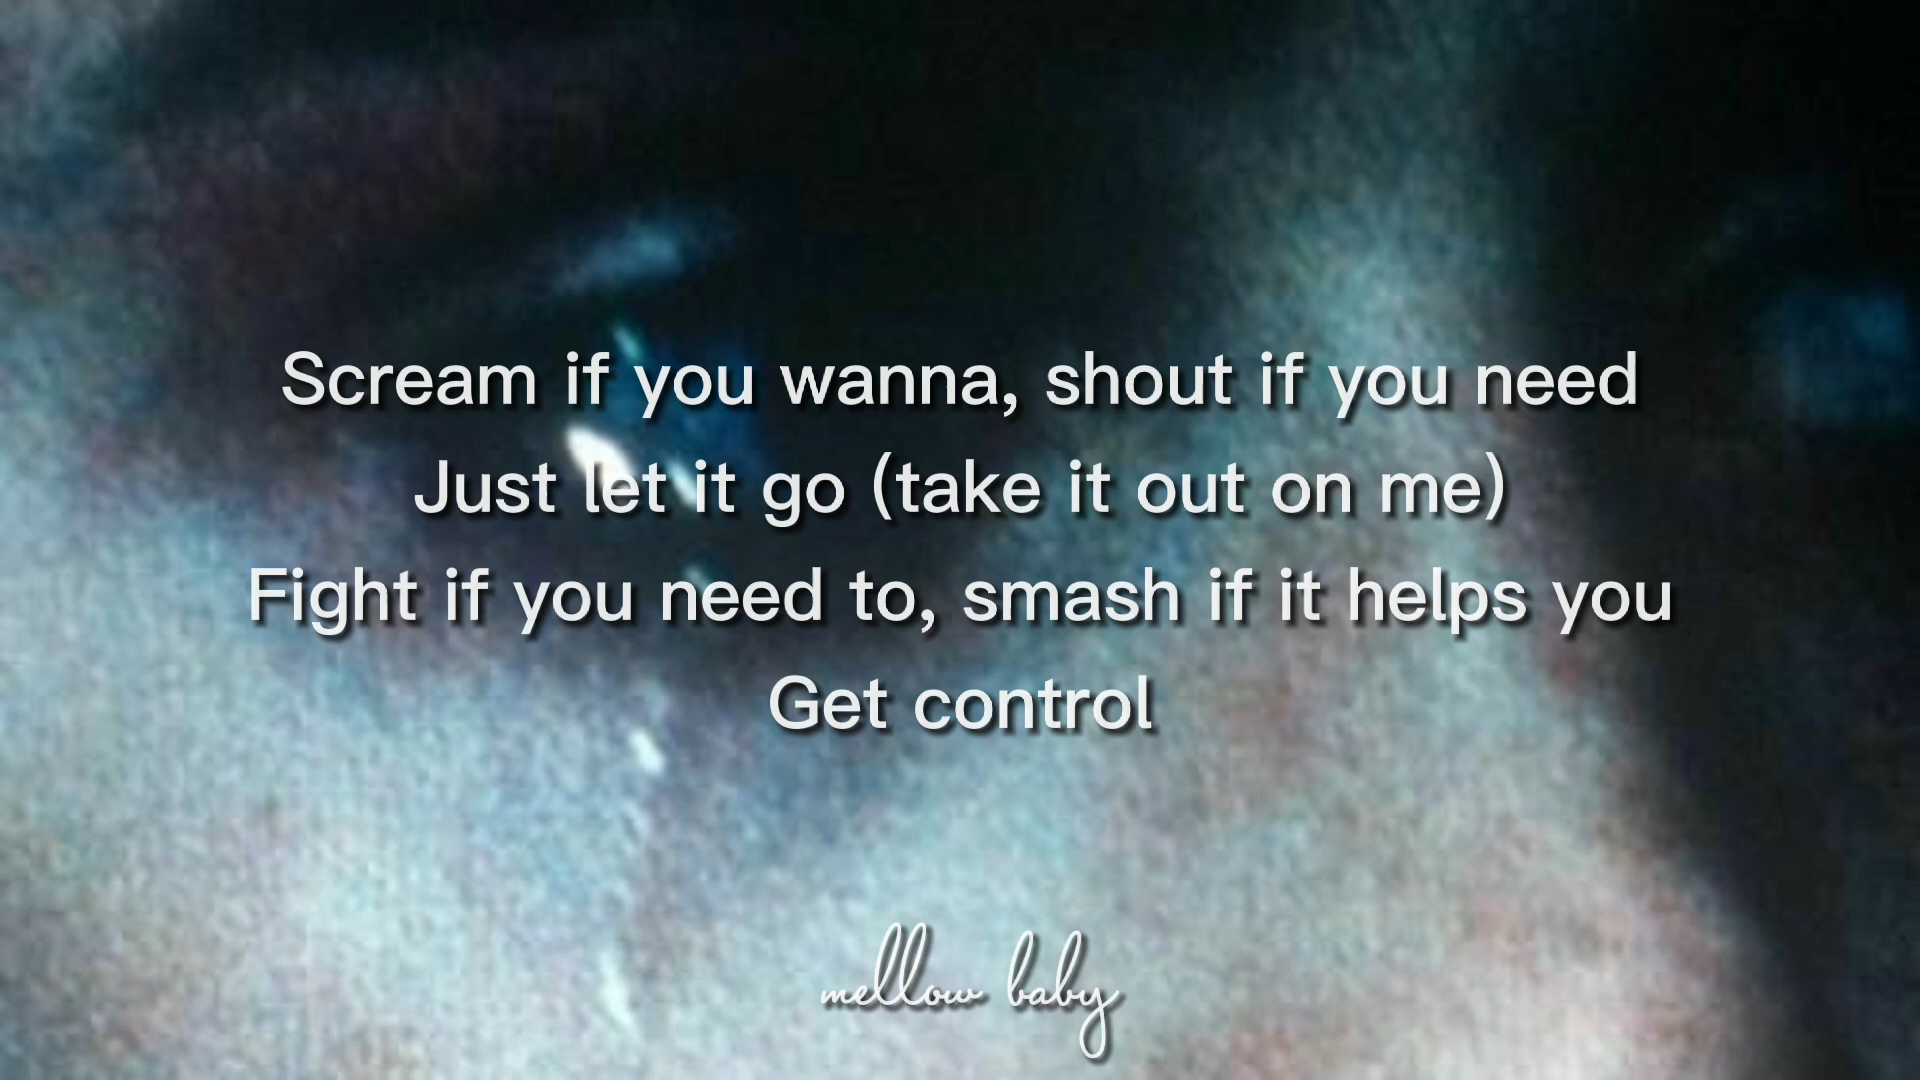 Scream if you wanna, shout if you need
Just let it go (take it out on me)
Fight if you need to, smash if it helps you
Get control
mellow baby